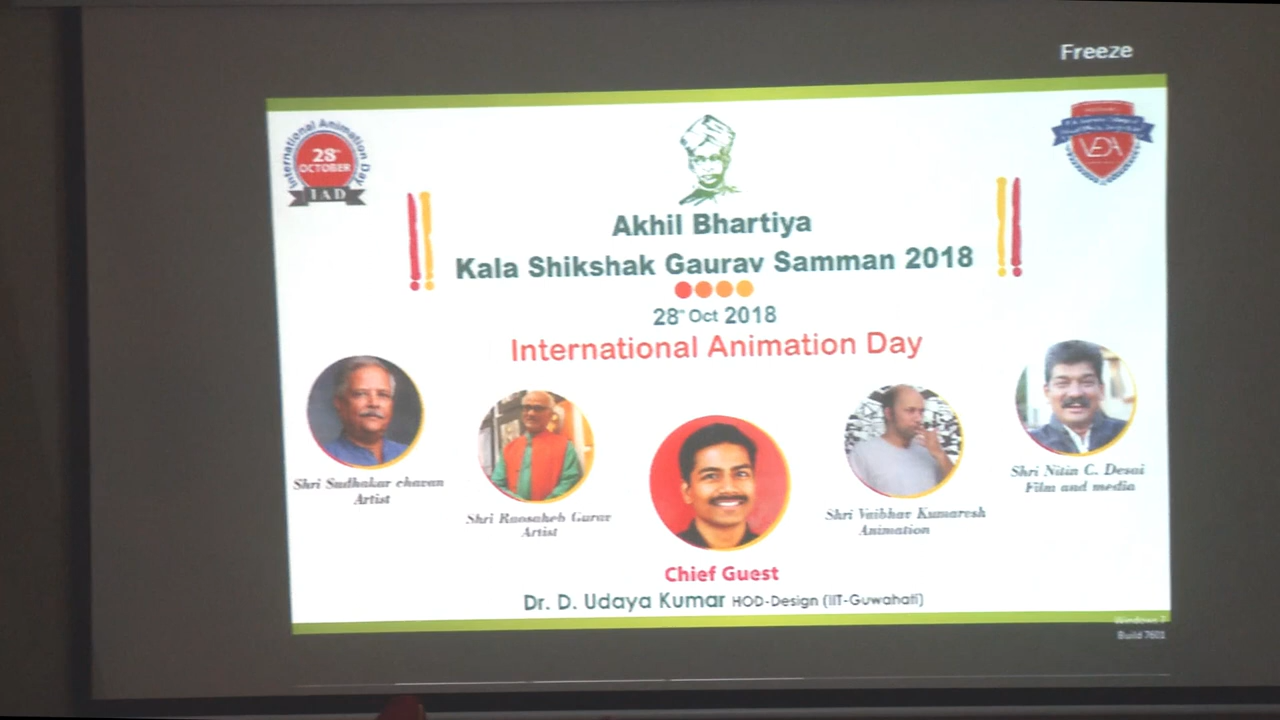 Freeze
International Animation Day
28th
OCTOBER
IAD
VEDA
Akhil Bhartiya
Kala Shikshak Gaurav Samman 2018
28th Oct 2018
International Animation Day
Shri Sudhakar chavan
Artist
Shri Raosaheb Gurav
Artist
Shri Vaibhav Kumaresh
Animation
Shri Nitin C. Desai
Film and media
Chief Guest
Dr. D. Udaya Kumar HOD-Design (IIT-Guwahati)
Windows 7
Build 7601